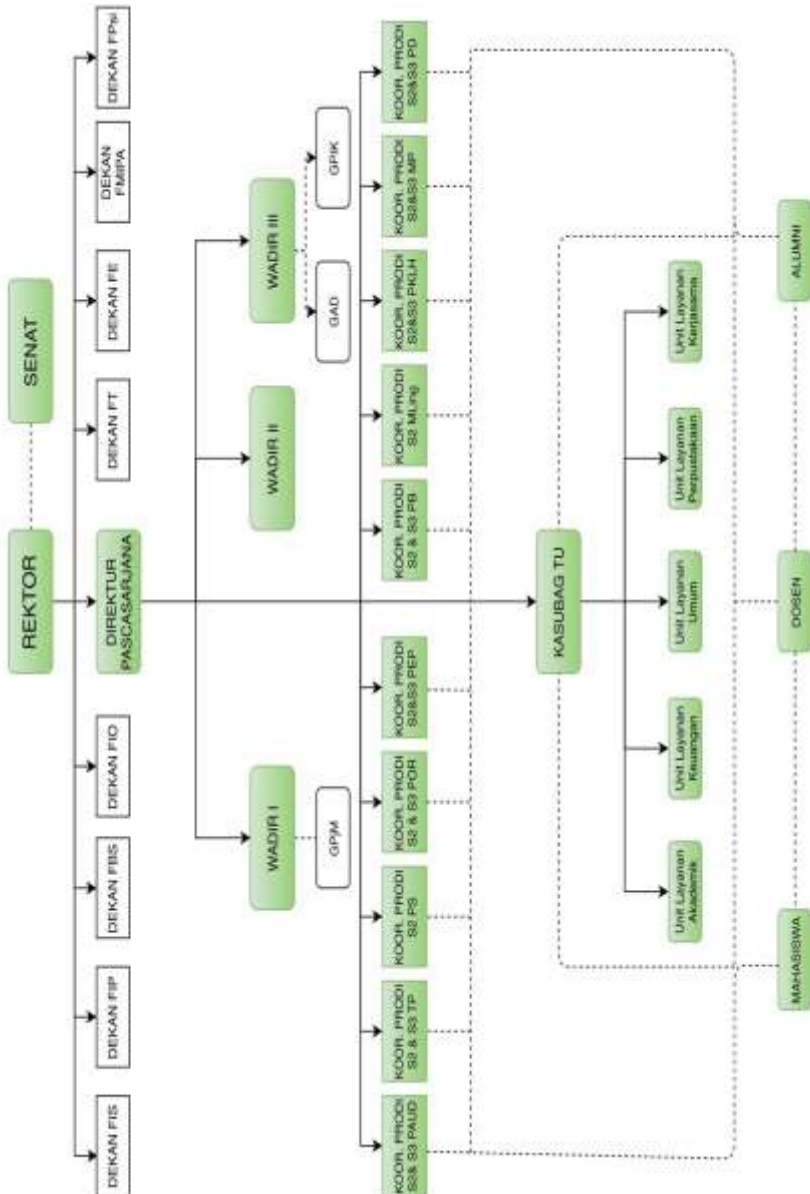 REKTOR
SENAT
DEKAN FIS
DEKAN FIP
DEKAN FBS
DEKAN FIO
DIREKTUR
PASCASARJANA
DEKAN FT
DEKAN FE
DEKAN
FMIPA
DEKAN FPsi
WADIR I
WADIR II
WADIR III
GPjM
GAD
GPIK
KOOR. PRODI
S2& S3 PAUD
KOOR. PRODI
S2 & S3 TP
KOOR. PRODI
S2 PS
KOOR. PRODI
S2 & S3 POR
KOOR. PRODI
S2&S3 PEP
KOOR. PRODI
S2 & S3 PB
KOOR. PRODI
S2 MLing
KOOR. PRODI
S2&S3 PKLH
KOOR. PRODI
S2&S3 MP
KOOR. PRODI
S2&S3 PD
KASUBAG TU
Unit Layanan
Akademik
Unit Layanan
Keuangan
Unit Layanan
Umum
Unit Layanan
Perpustakaan
Unit Layanan
Kerjasama
MAHASISWA
DOSEN
ALUMNI